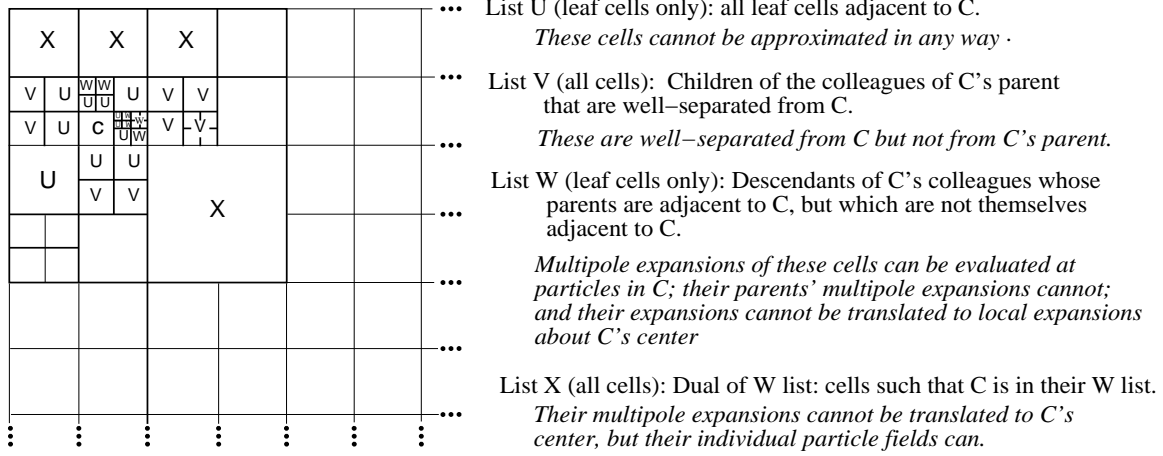 X X X
List U (leaf cells only): all leaf cells adjacent to C.
These cells cannot be approximated in any way .
V U W W U V V
U U
List V (all cells): Children of the colleagues of C's parent
that are well–separated from C.
V U C U W V V
U W
These are well–separated from C but not from C's parent.
U U U
V V
X
List W (leaf cells only): Descendants of C's colleagues whose
parents are adjacent to C, but which are not themselves
adjacent to C.
Multipole expansions of these cells can be evaluated at
particles in C; their parents' multipole expansions cannot;
and their expansions cannot be translated to local expansions
about C's center
List X (all cells): Dual of W list: cells such that C is in their W list.
Their multipole expansions cannot be translated to C's
center, but their individual particle fields can.